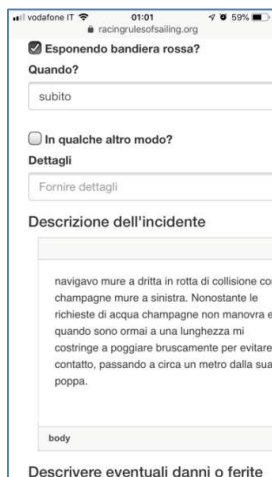 vodafone IT 01:01 59%
racingrulesofsailing.org
Esponendo bandiera rossa?
Quando?
subito
In qualche altro modo?
Dettagli
Fornire dettagli
Descrizione dell'incidente
navigavo mure a dritta in rotta di collisione con
champagne mure a sinistra. Nonostante le
richieste di acqua champagne non manovra e
quando sono ormai a una lunghezza mi
costringe a poggiare bruscamente per evitare
contatto, passando a circa un metro dalla sua
poppa.
body
Descrivere eventuali danni o ferite